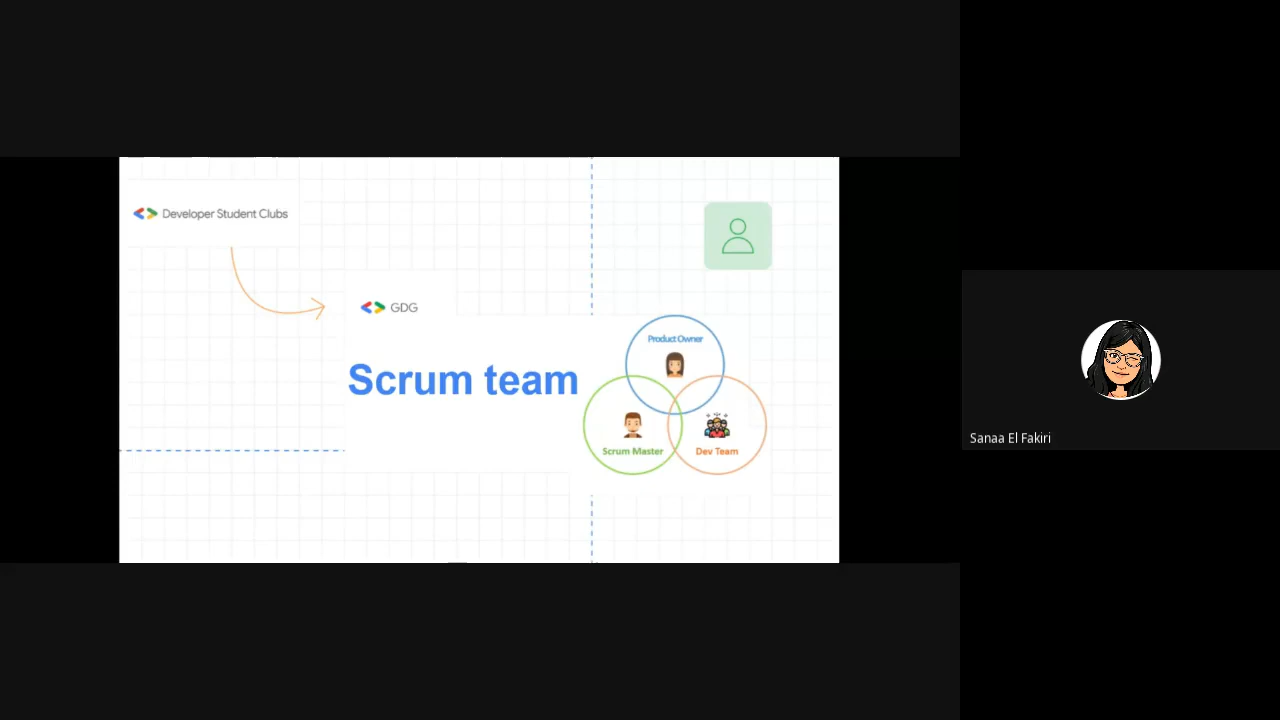 Developer Student Clubs
GDG
Scrum team
Product Owner
Scrum Master
Dev Team
Sanaa El Fakiri